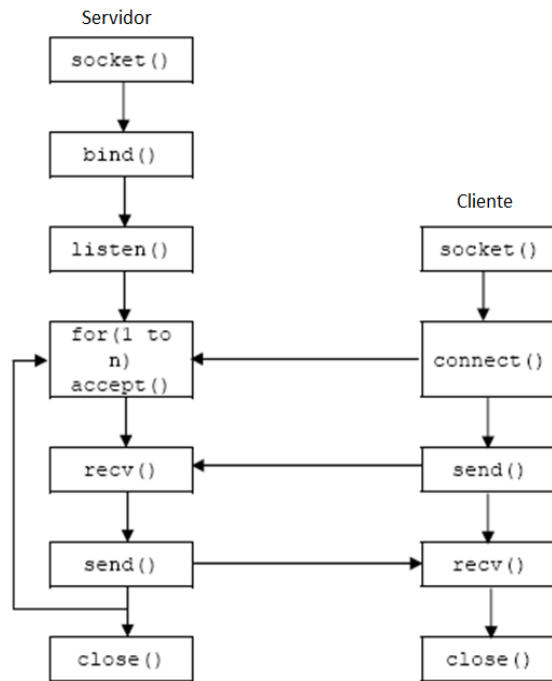 Servidor
socket()
bind()
listen()
for(1 to
n)
accept()
recv()
send()
close()
Cliente
socket()
connect()
send()
recv()
close()